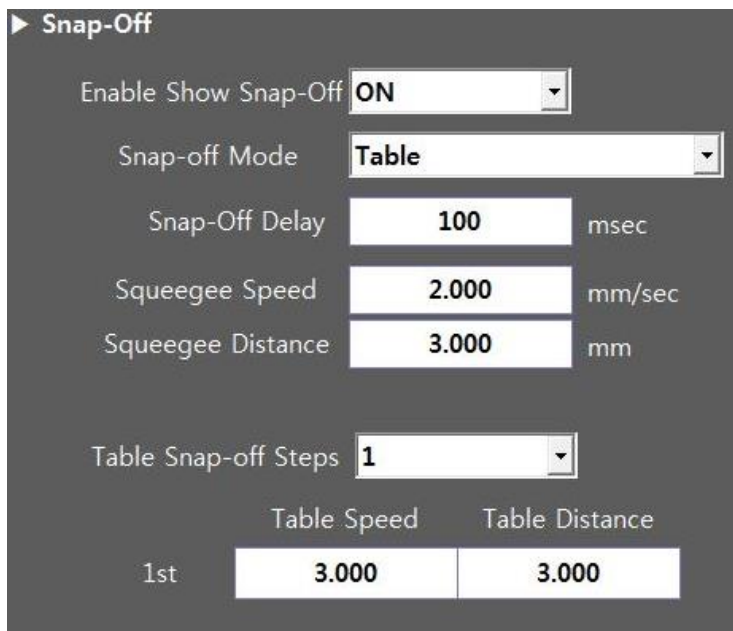 ▶ Snap-Off
Enable Show Snap-Off ON
Snap-off Mode Table
Snap-Off Delay 100 msec
Squeegee Speed 2.000 mm/sec
Squeegee Distance 3.000 mm
Table Snap-off Steps 1
Table Speed Table Distance
1st 3.000 3.000